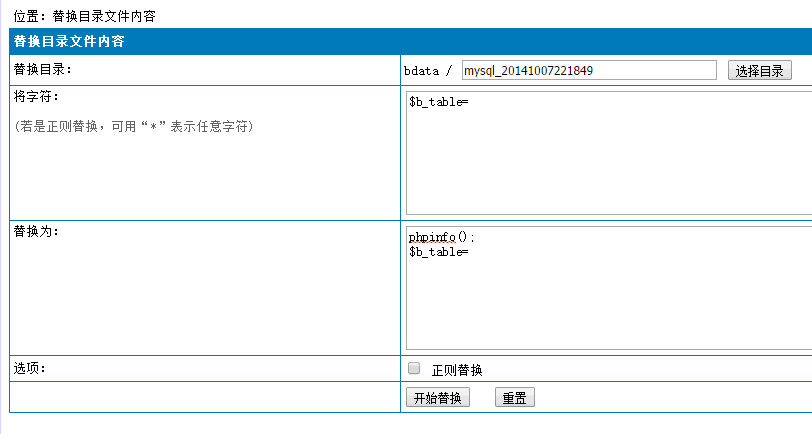 位置：替换目录文件内容
替换目录文件内容
替换目录：
bdata / mysql_20141007221849 选择目录
将字符：
(若是正则替换，可用“*”表示任意字符)
$b_table=
替换为：
phpinfo();
$b_table=
选项：
正则替换
开始替换 重置